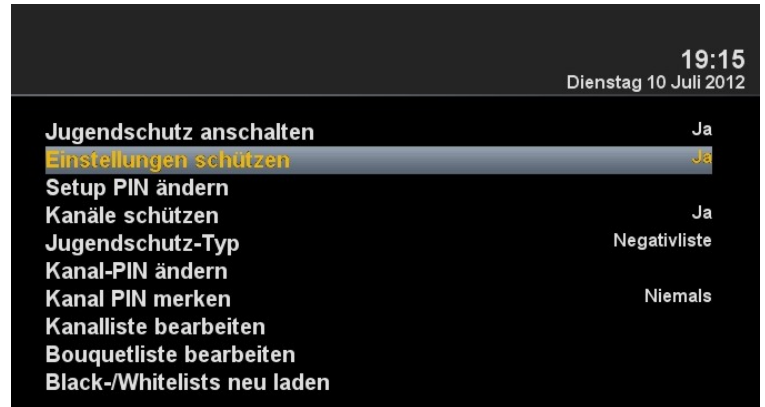 19:15
Dienstag 10 Juli 2012
Jugendschutz anschalten Ja
Einstellungen schützen Ja
Setup PIN ändern
Kanäle schützen Ja
Jugendschutz-Typ Negativliste
Kanal-PIN ändern
Kanal PIN merken Niemals
Kanalliste bearbeiten
Bouquetliste bearbeiten
Black-/Whitelists neu laden